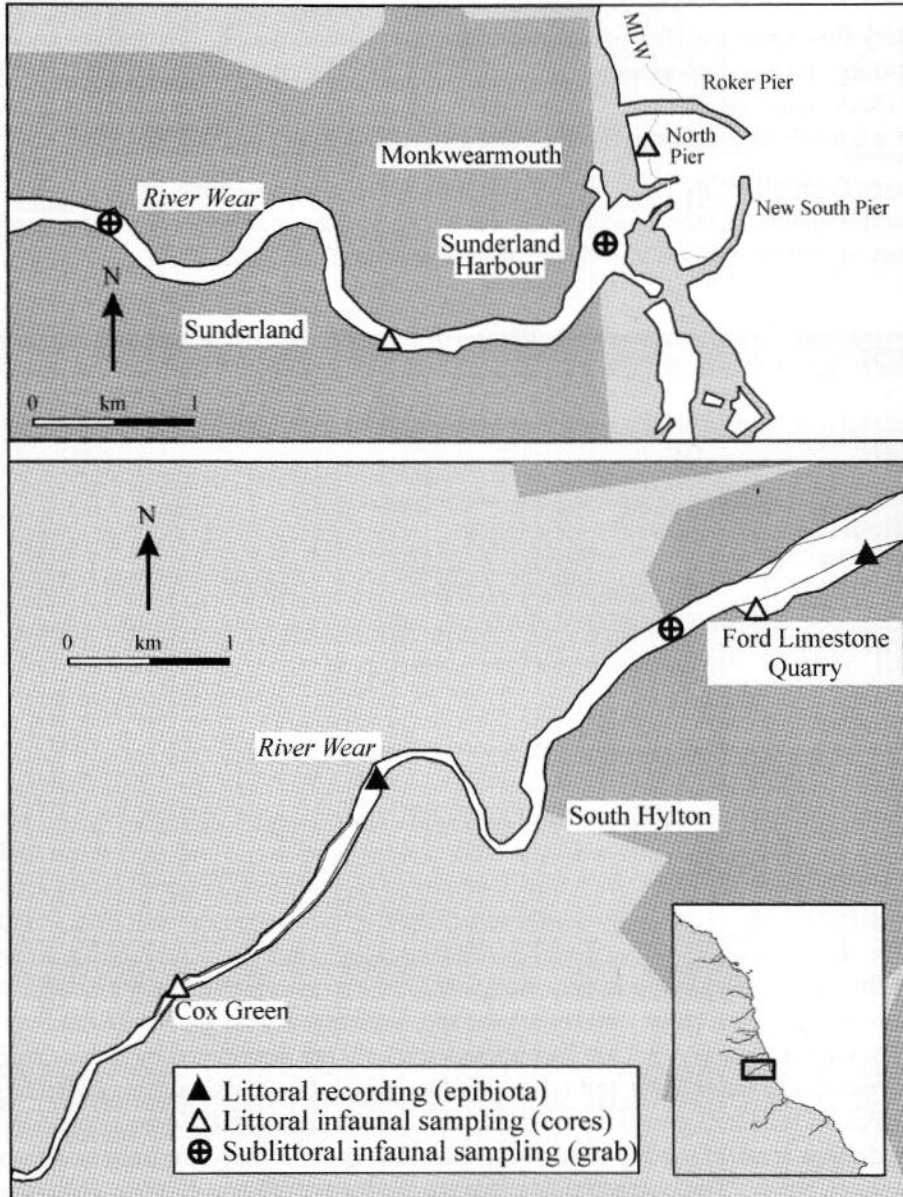 MLW
Roker Pier
North
Pier
Monkwearmouth
River Wear
New South Pier
Sunderland
Harbour
N
Sunderland
0 km 1
N
0 km 1
Ford Limestone
Quarry
River Wear
South Hylton
Cox Green
Littoral recording (epibiota)
Littoral infaunal sampling (cores)
Sublittoral infaunal sampling (grab)